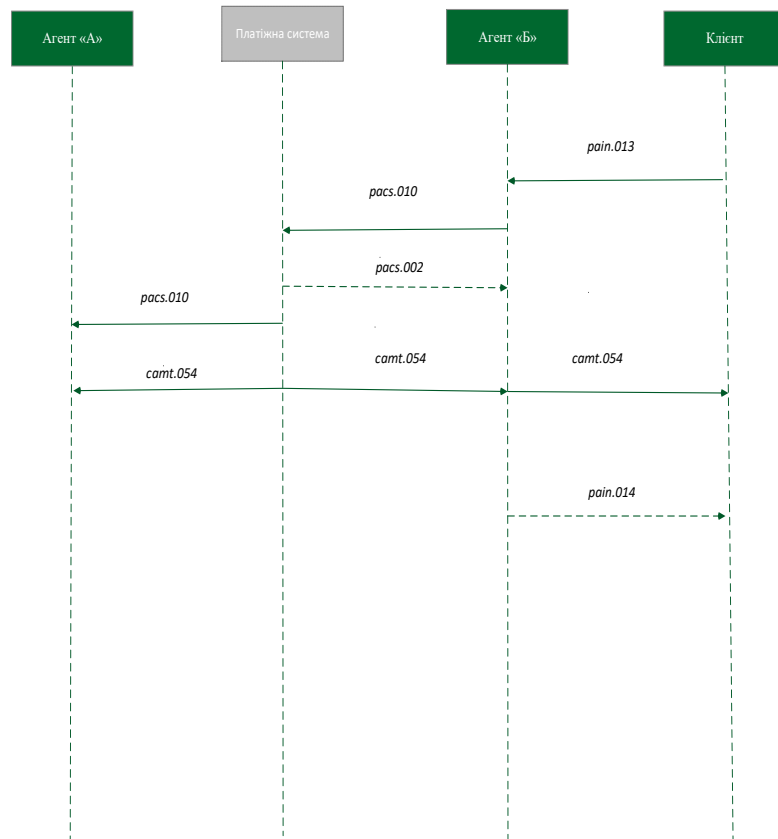 Агент «А»
Платіжна система
Агент «Б»
Клієнт
pain.013
pacs.010
pacs.002
pacs.010
camt.054
camt.054
camt.054
pain.014